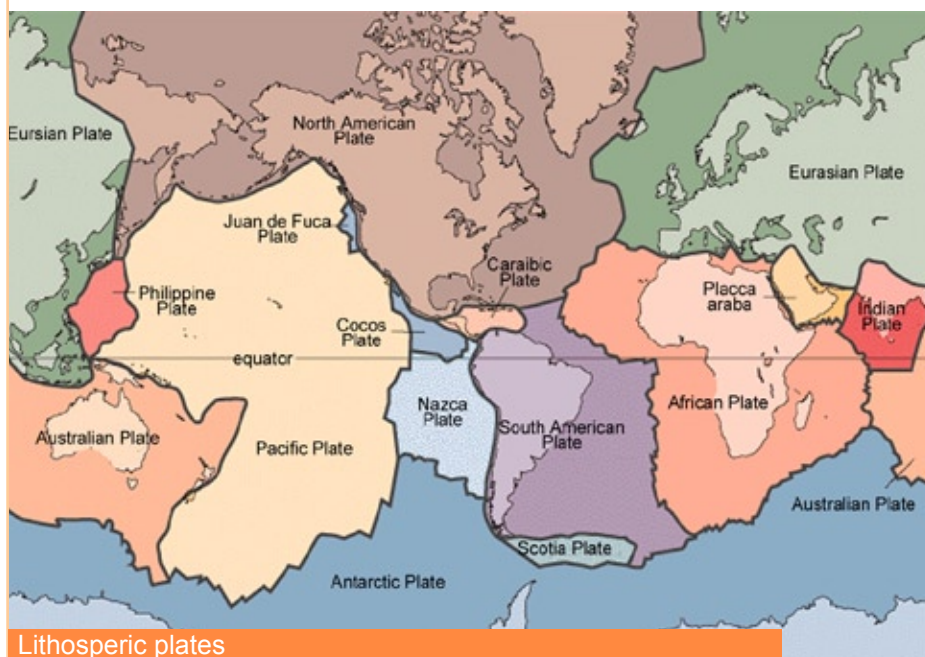 Eursian Plate
North American
Plate
Eurasian Plate
Juan de Fuca
Plate
Caraibic
Plate
Philippine
Plate
Placca
araba
Indian
Plate
Cocos
Plate
equator
Nazca
Plate
African Plate
Australian Plate
Pacific Plate
South American
Plate
Australian Plate
Scotia Plate
Antarctic Plate
Lithosperic plates